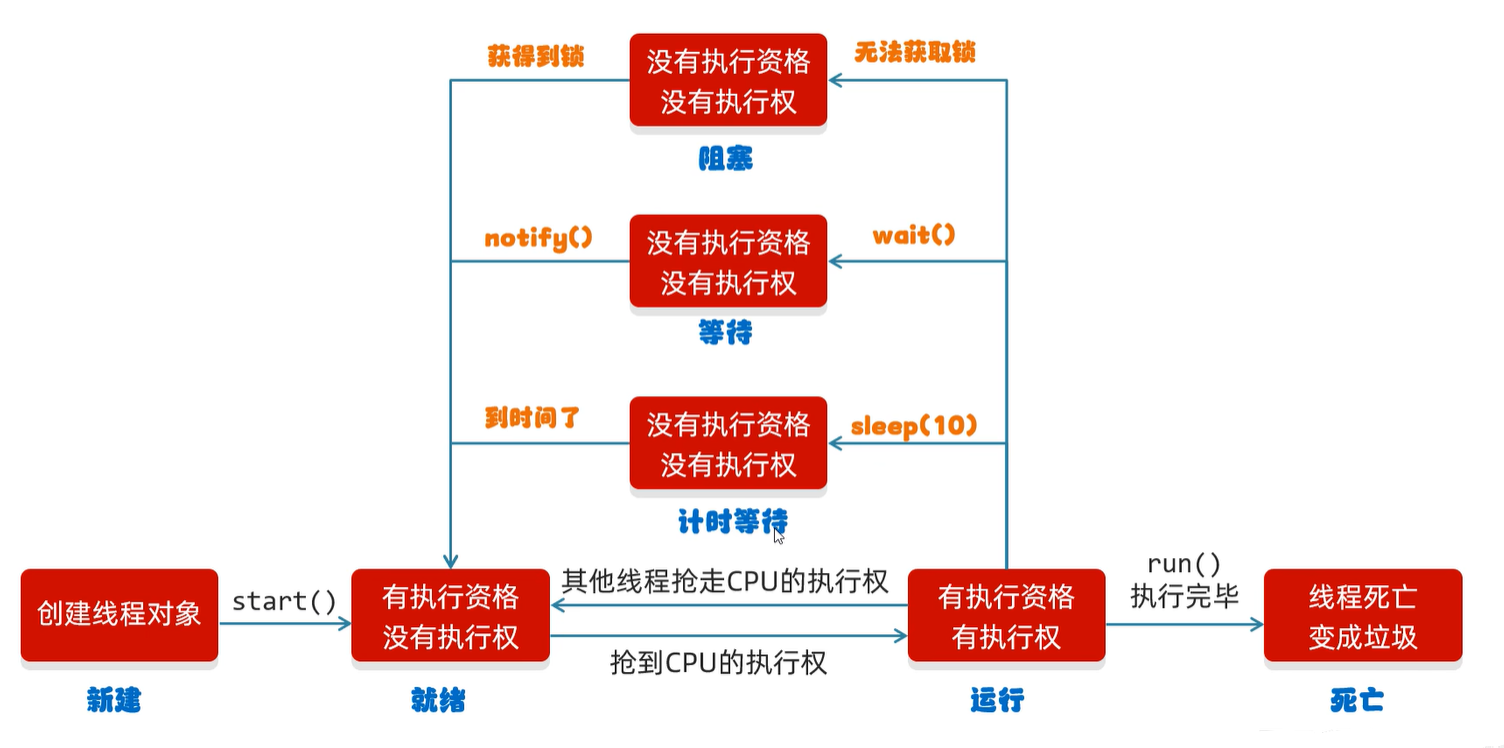 获得到锁
没有执行资格
没有执行权
无法获取锁
阻塞
notify()
没有执行资格
没有执行权
wait()
等待
到时间了
没有执行资格
没有执行权
sleep(10)
计时等待
创建线程对象
start()
有执行资格
没有执行权
其他线程抢走CPU的执行权
抢到CPU的执行权
有执行资格
有执行权
run()
执行完毕
线程死亡
变成垃圾
新建
就绪
运行
死亡